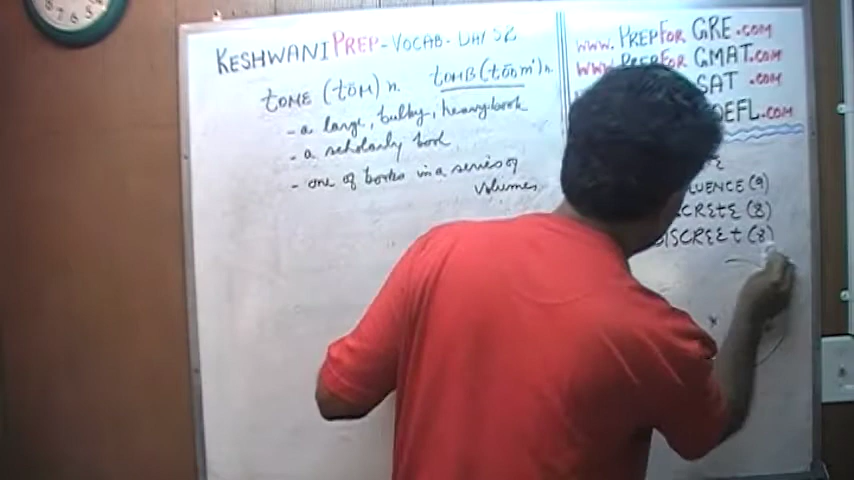 KESHWANI PREP-VOCAB-DAY 52
TOME (tōm) n. TOMB (tōōm) n.
- a large, bulky, heavy book
- a scholarly book
- one of books in a series of
volumes.
www. PREPFOR GRE.com
www. PREPFOR GMAT.com
SAT .com
OEFL.com
LUENCE (9)
CRETE (8)
DISCREET (8)